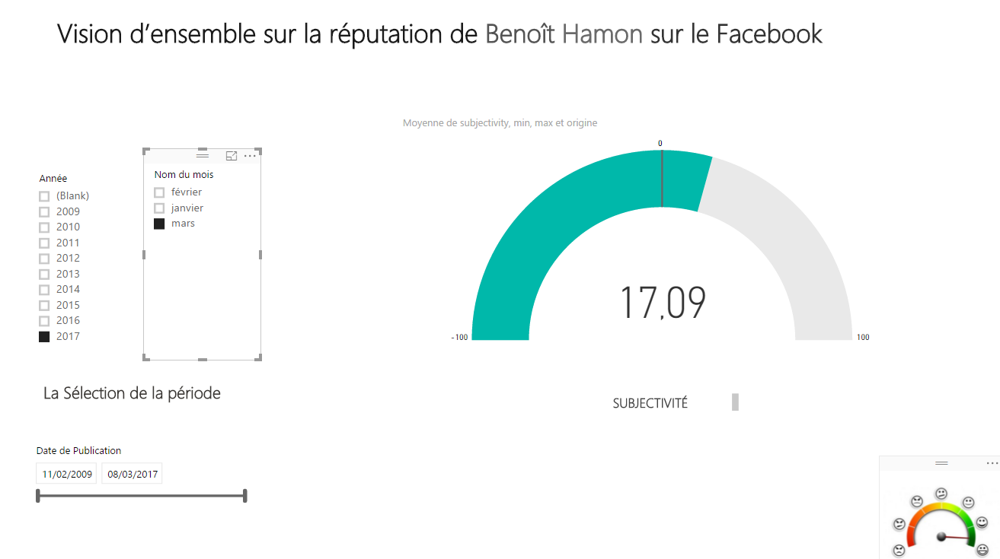 Vision d’ensemble sur la réputation de Benoît Hamon sur le Facebook
Moyenne de subjectivity, min, max et origine
0
-100
100
17,09
SUBJECTIVITÉ
Année
(Blank)
2009
2010
2011
2012
2013
2014
2015
2016
2017
Nom du mois
février
janvier
mars
La Sélection de la période
Date de Publication
11/02/2009 08/03/2017